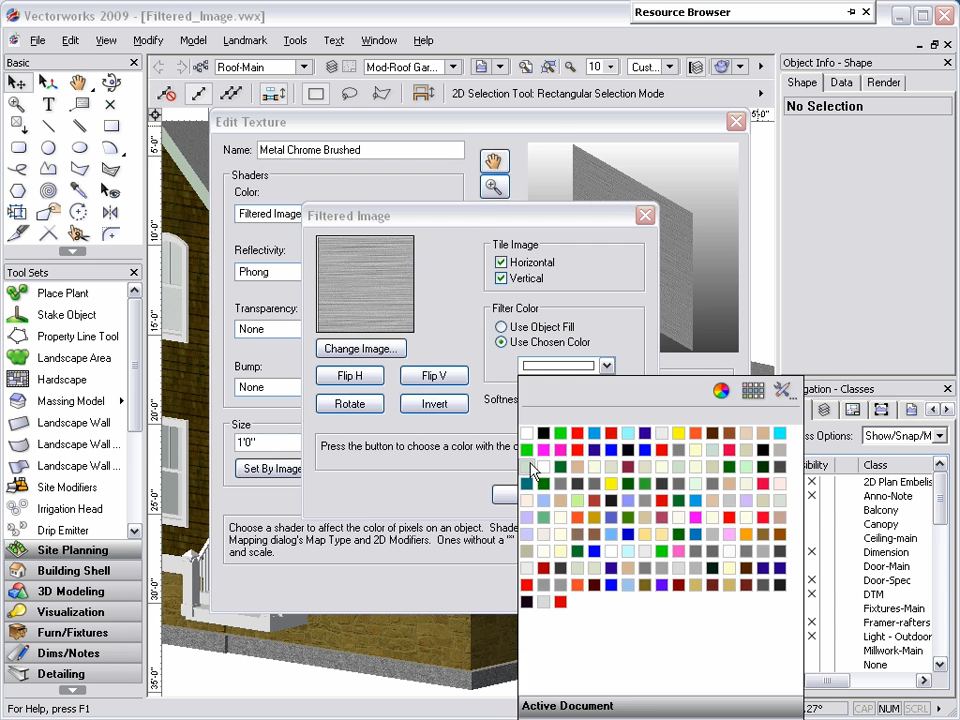 Vectorworks 2009 - [Filtered_Image.vwx]
Resource Browser
File Edit View Modify Model Landmark Tools Text Window Help
Basic
Roof-Main
Mod-Roof Gar...
10
Cust...
Object Info - Shape
2D Selection Tool: Rectangular Selection Mode
Shape Data Render
No Selection
Edit Texture
Name: Metal Chrome Brushed
Shaders
Color:
Filtered Image
Reflectivity:
Phong
Transparency:
None
Bump:
None
Size
1'0"
Set By Image
Choose a shader to affect the color of pixels on an object. Shade
Mapping dialog's Map Type and 2D Modifiers. Ones without a "*"
and scale.
Filtered Image
Tile Image
Horizontal
Vertical
Filter Color
Use Object Fill
Use Chosen Color
Change Image...
Flip H
Flip V
Rotate
Invert
Softnes
Press the button to choose a color with the c
Active Document
Tool Sets
Place Plant
Stake Object
Property Line Tool
Landscape Area
Hardscape
Massing Model
Landscape Wall
Landscape Wall ...
Landscape Wall ...
Site Modifiers
Irrigation Head
Drip Emitter
Site Planning
Building Shell
3D Modeling
Visualization
Furn/Fixtures
Dims/Notes
Detailing
5'-0"
10'-0"
15'-0"
20'-0"
25'-0"
30'-0"
35'-0"
igation - Classes
ss Options: Show/Snap/M
ibility Class
2D Plan Embelis
Anno-Note
Balcony
Canopy
Ceiling-main
Dimension
Door-Main
Door-Spec
DTM
Fixtures-Main
Framer-rafters
Light - Outdoor
Millwork-Main
None
For Help, press F1
.27° CAP NUM SCRL